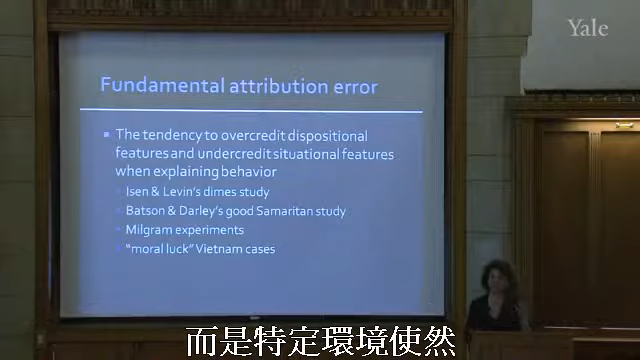 Yale
Fundamental attribution error
The tendency to overcredit dispositional
features and undercredit situational features
when explaining behavior
Isen & Levin's dimes study
Batson & Darley's good Samaritan study
Milgram experiments
"moral luck" Vietnam cases
而是特定環境使然